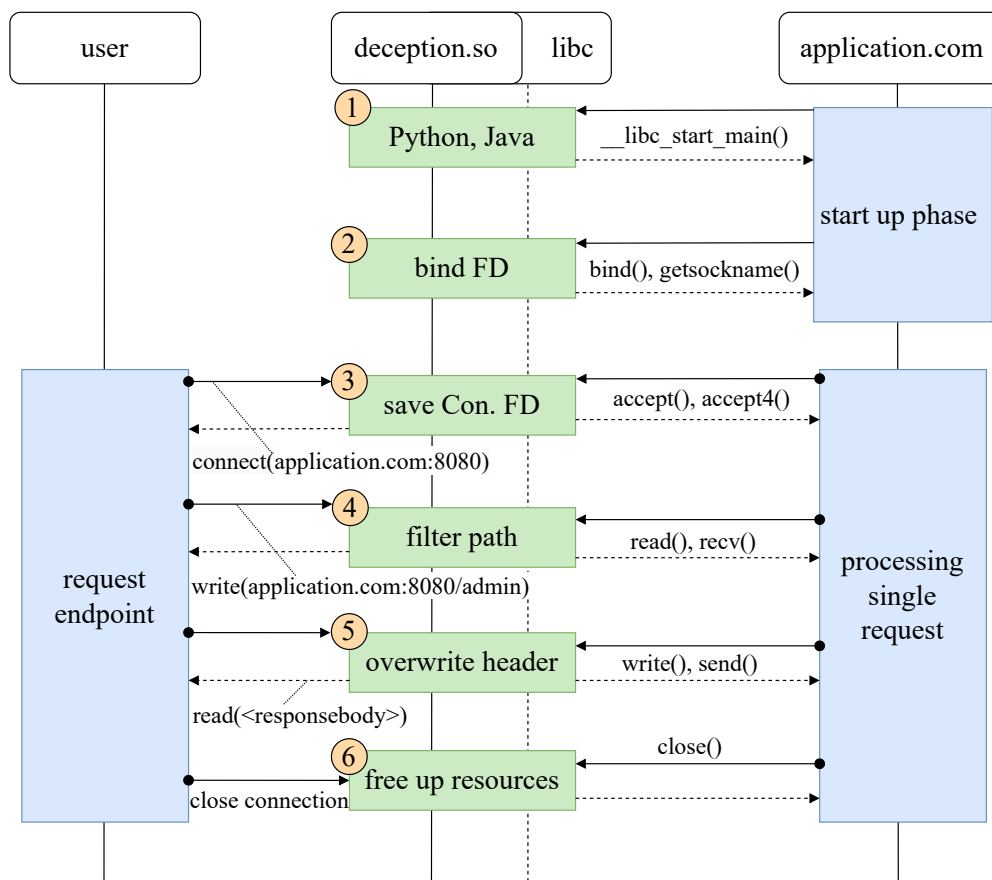 user
deception.so
libc
application.com
1
Python, Java
__libc_start_main()
start up phase
2
bind FD
bind(), getsockname()
3
save Con. FD
accept(), accept4()
connect(application.com:8080)
4
filter path
read(), recv()
write(application.com:8080/admin)
request
endpoint
processing
single
request
5
overwrite header
write(), send()
read(<responsebody>)
6
free up resources
close()
close connection